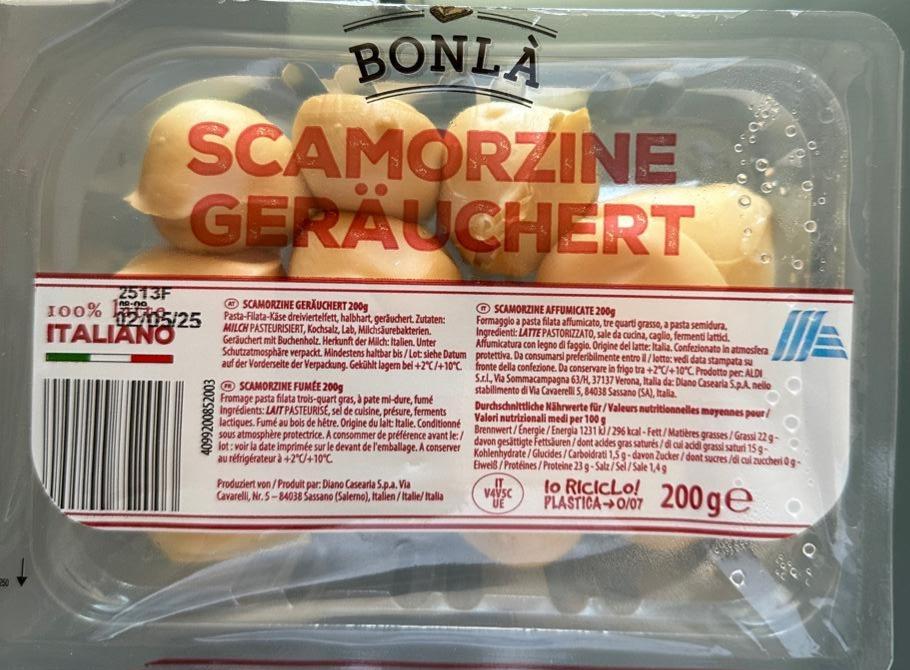 BONLÀ
SCAMORZINE
GERÄUCHERT
2513F
100%
ITALIANO
02/05/25
4099200852003
AT SCAMORZINE GERÄUCHERT 200g
Pasta-Filata-Käse dreiviertelfett, halbhart, geräuchert. Zutaten:
MILCH PASTEURISIERT, Kochsalz, Lab, Milchsäurebakterien.
Geräuchert mit Buchenholz. Herkunft der Milch: Italien. Unter
Schutzatmosphäre verpackt. Mindestens haltbar bis / Lot: siehe Datum
auf der Vorderseite der Verpackung. Gekühlt lagern bei +2°C/+10°C.
FR SCAMORZINE FUMÉE 200g
Fromage pasta filata trois-quart gras, à pate mi-dure, fumé
Ingrédients: LAIT PASTEURISÉ, sel de cuisine, présure, ferments
lactiques. Fumé au bois de hêtre. Origine du lait: Italie. Conditionné
sous atmosphère protectrice. A consommer de préférence avant le: /
lot: voir la date imprimée sur le devant de l'emballage. A conserver
au réfrigérateur à +2°C/+10°C.
Produziert von / Produit par: Diano Casearia S.p.a. Via
Cavarelli, Nr. 5 – 84038 Sassano (Salerno), Italien / Italie/ Italia
IT SCAMORZINE AFFUMICATE 200g
Formaggio a pasta filata affumicato, tre quarti grasso, a pasta semidura,
Ingredienti: LATTE PASTORIZZATO, sale da cucina, caglio, fermenti lattici.
Affumicatura con legno di faggio. Origine del latte: Italia. Confezionato in atmosfera
protettiva. Da consumarsi preferibilmente entro il / lotto: vedi data stampata su
fronte della confezione. Da conservare in frigo tra +2°C/+10°C. Prodotto per: ALDI
S.r.l., Via Sommacampagna 63/H, 37137 Verona, Italia da: Diano Casearia S.p.A. nello
stabilimento di Via Cavaerelli 5, 84038 Sassano (SA), Italia.
Durchschnittliche Nährwerte für / Valeurs nutritionnelles moyennes pour /
Valori nutrizionali medi per 100 g
Brennwert / Énergie / Energia 1231 kJ / 296 kcal - Fett / Matières grasses / Grassi 22 g -
davon gesättigte Fettsäuren / dont acides gras saturés / di cui acidi grassi saturi 15 g -
Kohlenhydrate / Glucides / Carboidrati 1,5 g - davon Zucker / dont sucres /di cui zuccheri 0 g -
Eiweiß / Protéines / Proteine 23 g - Salz / Sel / Sale 1,4 g
IT
V4V5C
UE
Io RICICLO!
PLASTICA→O/07
200 g e
250